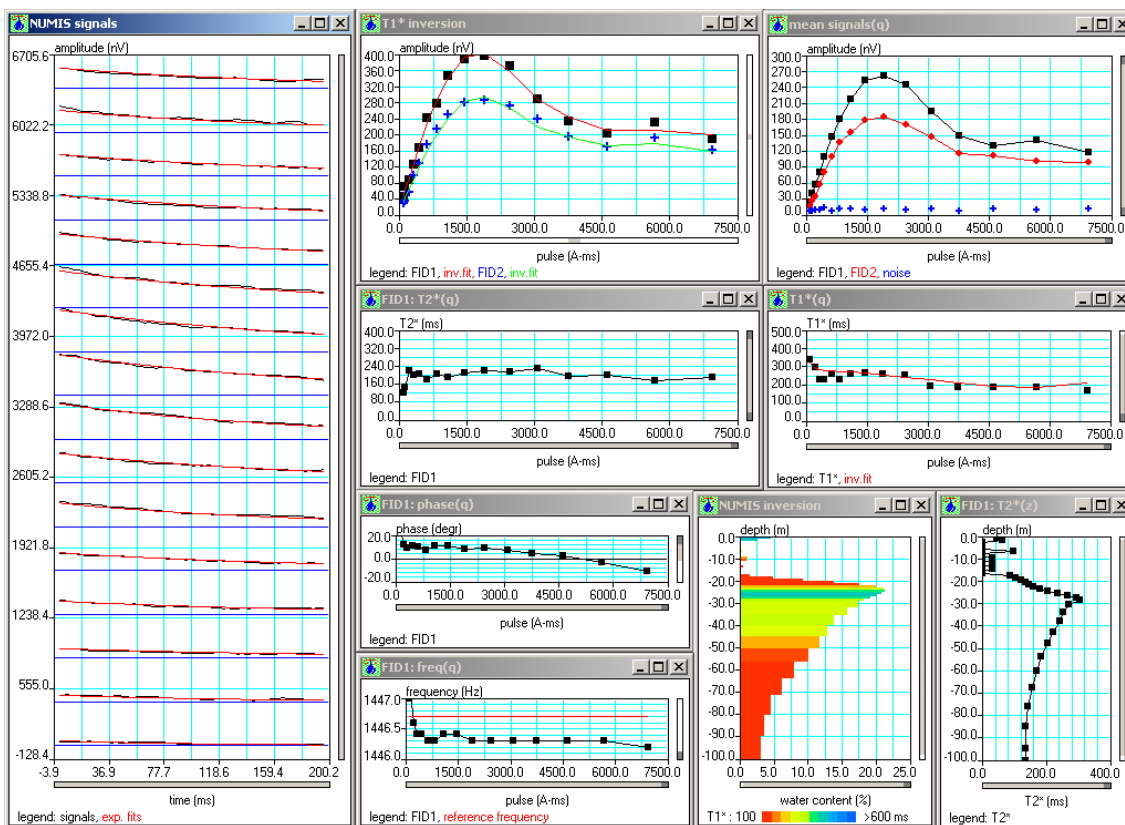 NUMIS signals
amplitude (nV)
6705.6
6022.2
5338.8
4655.4
3972.0
3288.6
2605.2
1921.8
1238.4
555.0
-128.4
-3.9 36.9 77.7 118.6 159.4 200.2
time (ms)
legend: signals, exp. fits
T1* inversion
amplitude (nV)
400.0
360.0
320.0
280.0
240.0
200.0
160.0
120.0
80.0
40.0
0.0
0.0 1500.0 3000.0 4500.0 6000.0 7500.0
pulse (A-ms)
legend: FID1, inv.fit, FID2, inv.fit
mean signals(q)
amplitude (nV)
300.0
270.0
240.0
210.0
180.0
150.0
120.0
90.0
60.0
30.0
0.0
0.0 1500.0 3000.0 4500.0 6000.0 7500.0
pulse (A-ms)
legend: FID1, FID2, noise
FID1: T2*(q)
T2* (ms)
400.0
320.0
240.0
160.0
80.0
0.0
0.0 1500.0 3000.0 4500.0 6000.0 7500.0
pulse (A-ms)
legend: FID1
T1*(q)
T1* (ms)
500.0
400.0
300.0
200.0
100.0
0.0
0.0 1500.0 3000.0 4500.0 6000.0 7500.0
pulse (A-ms)
legend: T1*, inv.fit
FID1: phase(q)
phase (degr)
20.0
0.0
-20.0
0.0 1500.0 3000.0 4500.0 6000.0 7500.0
pulse (A-ms)
legend: FID1
FID1: freq(q)
frequency (Hz)
1447.0
1446.5
1446.0
0.0 1500.0 3000.0 4500.0 6000.0 7500.0
pulse (A-ms)
legend: FID1, reference frequency
NUMIS inversion
depth (m)
0.0
-10.0
-20.0
-30.0
-40.0
-50.0
-60.0
-70.0
-80.0
-90.0
-100.0
0.0 5.0 10.0 15.0 20.0 25.0
water content (%)
T1* : 100 >600 ms
FID1: T2*(z)
depth (m)
0.0
-10.0
-20.0
-30.0
-40.0
-50.0
-60.0
-70.0
-80.0
-90.0
-100.0
0.0 200.0 400.0
T2* (ms)
legend: T2*